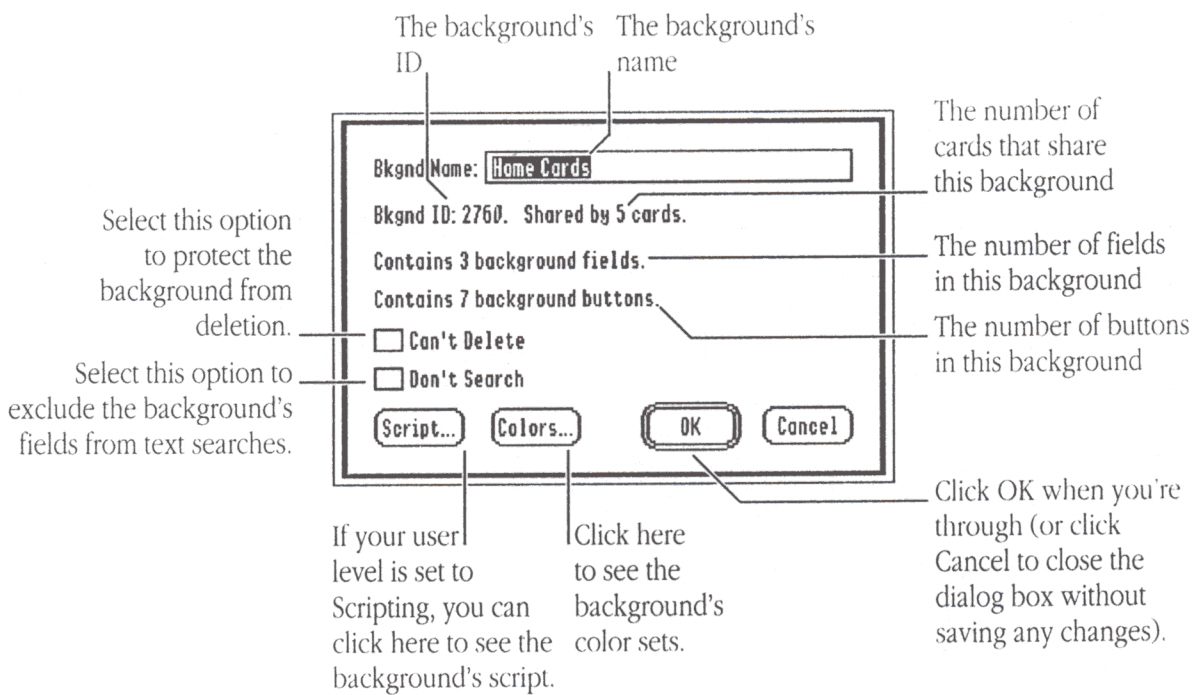 The background's
ID
The background's
name
The number of
cards that share
this background
Bkgnd Name: Home Cards
Bkgnd ID: 2760. Shared by 5 cards.
Select this option
to protect the
background from
deletion.
Contains 3 background fields.
The number of fields
in this background
Contains 7 background buttons.
The number of buttons
in this background
Can't Delete
Select this option to
exclude the background's
fields from text searches.
Don't Search
Script...
Colors...
OK
Cancel
If your user
level is set to
Scripting, you can
click here to see the
background's script.
Click here
to see the
background's
color sets.
Click OK when you're
through (or click
Cancel to close the
dialog box without
saving any changes).